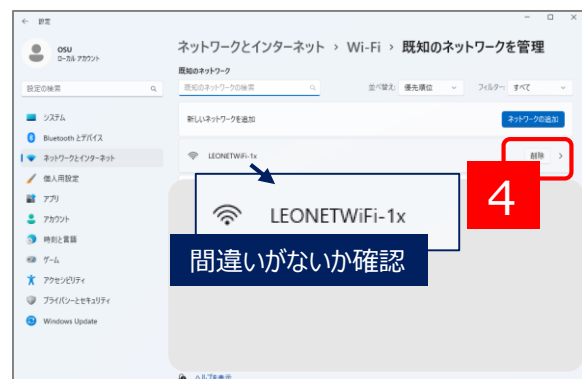 ← 設定
OSU
ローカル アカウント
設定の検索
システム
Bluetooth とデバイス
ネットワークとインターネット
個人用設定
アプリ
アカウント
時刻と言語
ゲーム
アクセシビリティ
プライバシーとセキュリティ
Windows Update
ネットワークとインターネット › Wi-Fi › 既知のネットワークを管理
既知のネットワーク
既知のネットワークの検索
並べ替え: 優先順位
フィルター: すべて
新しいネットワークを追加
ネットワークの追加
LEONETWiFi-1x
削除
4
LEONETWiFi-1x
間違いがないか確認
ヘルプを表示